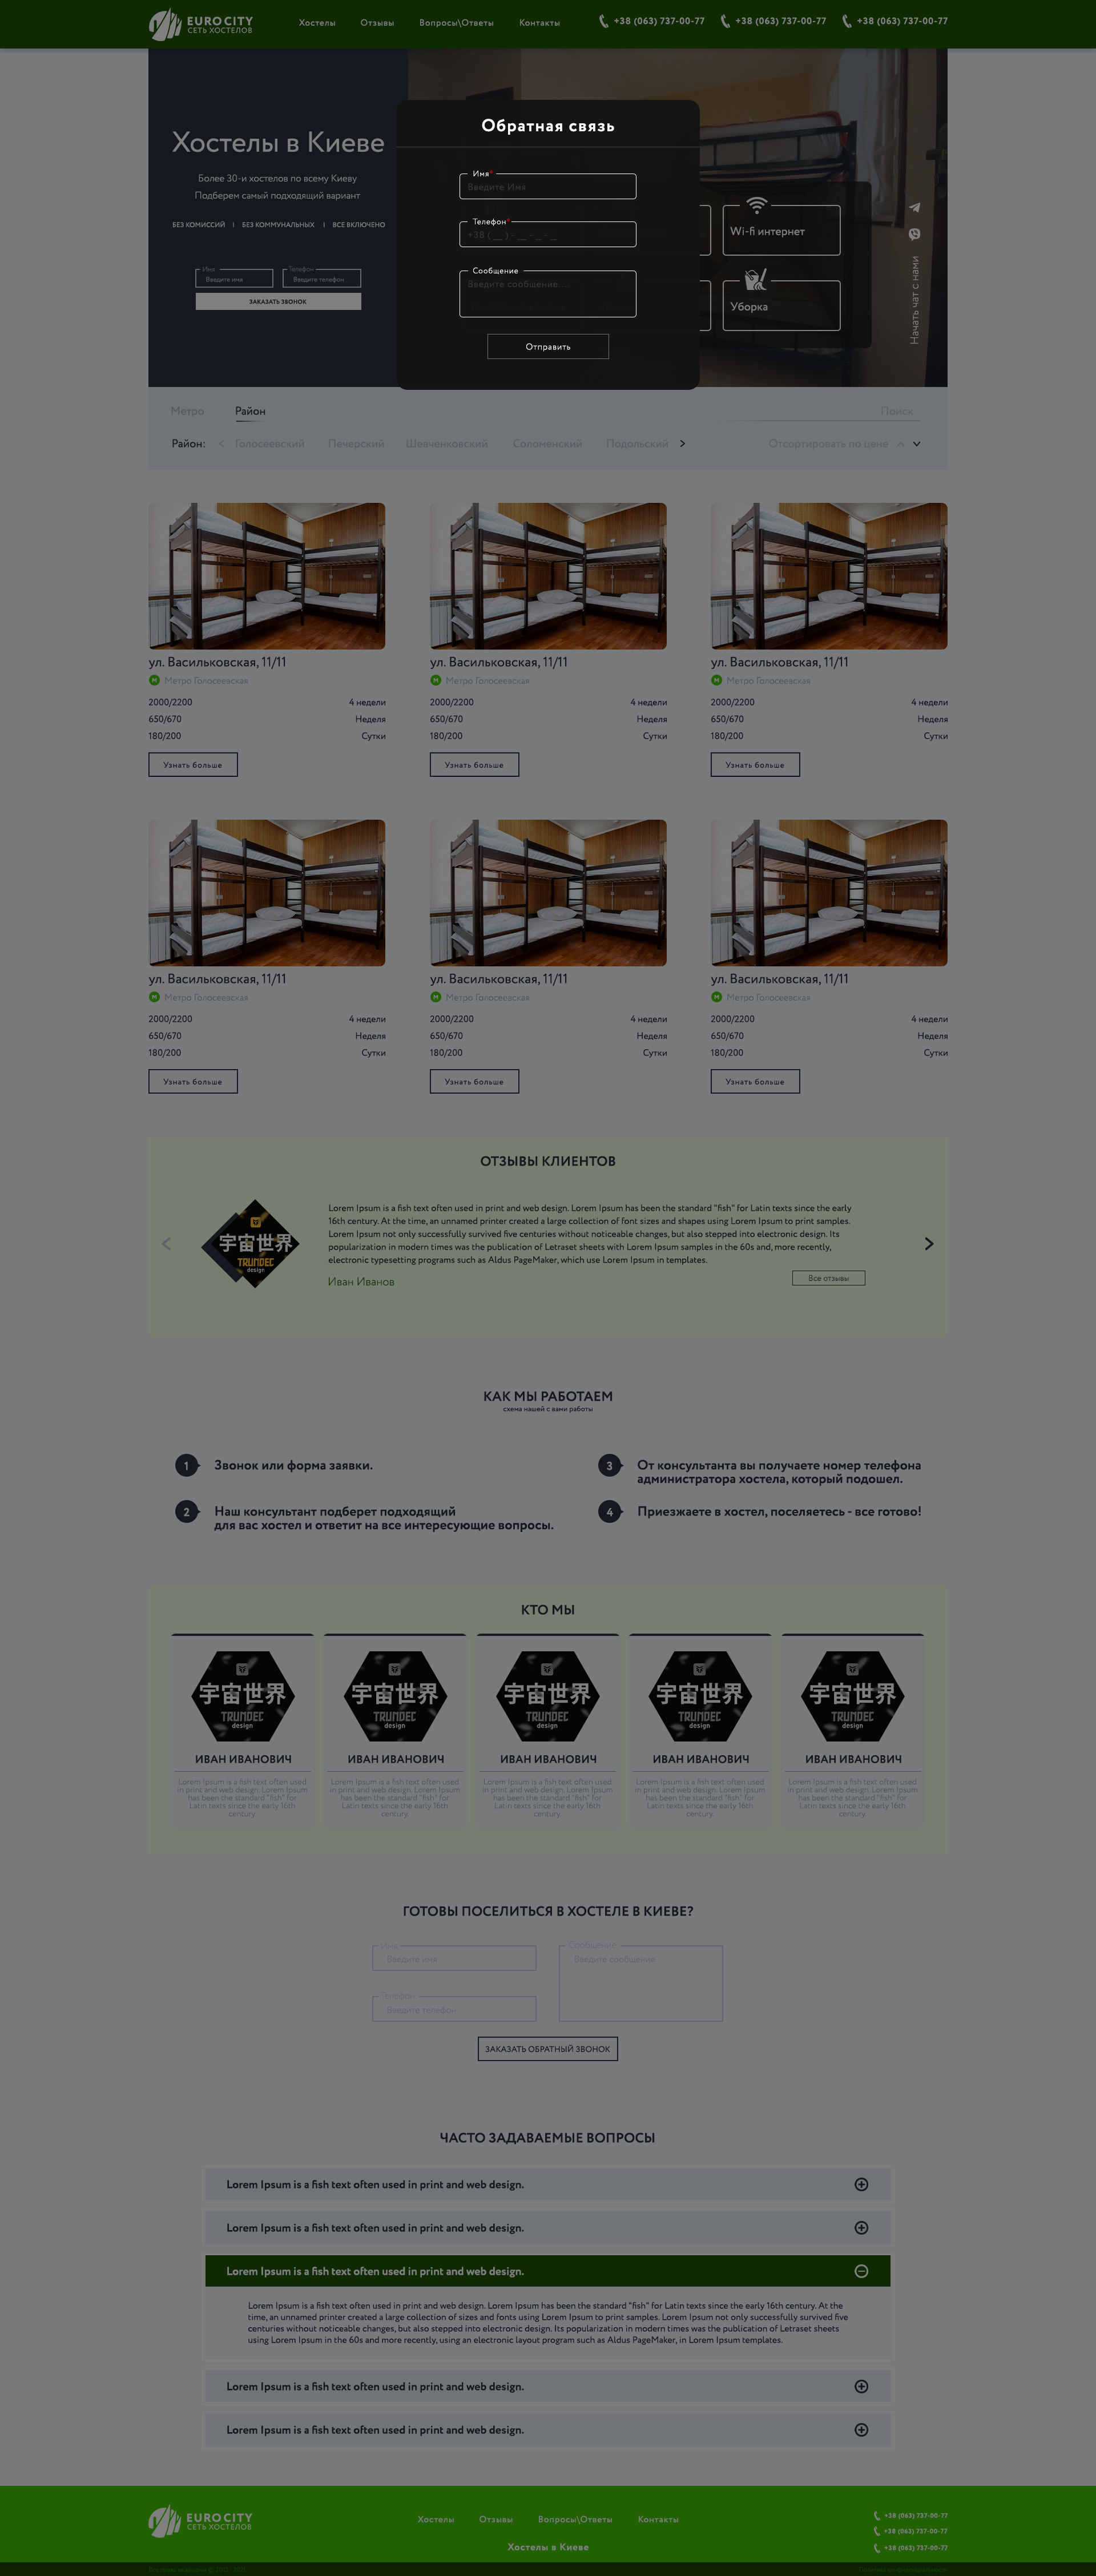 EUROCITY
СЕТЬ ХОСТЕЛОВ
Хостелы Отзывы Вопросы\Ответы Контакты
+38 (063) 737-00-77 +38 (063) 737-00-77 +38 (063) 737-00-77
Хостелы в Киеве
Более 30-и хостелов по всему Киеву
Подберем самый подходящий вариант
БЕЗ КОМИССИЙ | БЕЗ КОММУНАЛЬНЫХ | ВСЕ ВКЛЮЧЕНО
Имя Телефон
Введите имя Введите телефон
ЗАКАЗАТЬ ЗВОНОК
Обратная связь
Имя*
Введите Имя
Телефон*
+38 ( __ ) - __ - _ - _
Сообщение
Введите сообщение....
Отправить
Wi-fi интернет
Уборка
Начать чат с нами
Метро Район Поиск
Район: Голосеевский Печерский Шевченковский Соломенский Подольский Отсортировать по цене
ул. Васильковская, 11/11 ул. Васильковская, 11/11 ул. Васильковская, 11/11
М Метро Голосеевская М Метро Голосеевская М Метро Голосеевская
2000/2200 4 недели 2000/2200 4 недели 2000/2200 4 недели
650/670 Неделя 650/670 Неделя 650/670 Неделя
180/200 Сутки 180/200 Сутки 180/200 Сутки
Узнать больше Узнать больше Узнать больше
ул. Васильковская, 11/11 ул. Васильковская, 11/11 ул. Васильковская, 11/11
М Метро Голосеевская М Метро Голосеевская М Метро Голосеевская
2000/2200 4 недели 2000/2200 4 недели 2000/2200 4 недели
650/670 Неделя 650/670 Неделя 650/670 Неделя
180/200 Сутки 180/200 Сутки 180/200 Сутки
Узнать больше Узнать больше Узнать больше
ОТЗЫВЫ КЛИЕНТОВ
宇宙世界
TRUNDEC
design
Lorem Ipsum is a fish text often used in print and web design. Lorem Ipsum has been the standard "fish" for Latin texts since the early
16th century. At the time, an unnamed printer created a large collection of font sizes and shapes using Lorem Ipsum to print samples.
Lorem Ipsum not only successfully survived five centuries without noticeable changes, but also stepped into electronic design. Its
popularization in modern times was the publication of Letraset sheets with Lorem Ipsum samples in the 60s and, more recently,
electronic typesetting programs such as Aldus PageMaker, which use Lorem Ipsum in templates.
Иван Иванов
Все отзывы
КАК МЫ РАБОТАЕМ
схема нашей с вами работы
1 Звонок или форма заявки.
2 Наш консультант подберет подходящий
для вас хостел и ответит на все интересующие вопросы.
3 От консультанта вы получаете номер телефона
администратора хостела, который подошел.
4 Приезжаете в хостел, поселяетесь - все готово!
КТО МЫ
宇宙世界 宇宙世界 宇宙世界 宇宙世界 宇宙世界
TRUNDEC TRUNDEC TRUNDEC TRUNDEC TRUNDEC
design design design design design
ИВАН ИВАНОВИЧ ИВАН ИВАНОВИЧ ИВАН ИВАНОВИЧ ИВАН ИВАНОВИЧ ИВАН ИВАНОВИЧ
Lorem Ipsum is a fish text often used Lorem Ipsum is a fish text often used Lorem Ipsum is a fish text often used Lorem Ipsum is a fish text often used Lorem Ipsum is a fish text often used
in print and web design. Lorem Ipsum in print and web design. Lorem Ipsum in print and web design. Lorem Ipsum in print and web design. Lorem Ipsum in print and web design. Lorem Ipsum
has been the standard "fish" for has been the standard "fish" for has been the standard "fish" for has been the standard "fish" for has been the standard "fish" for
Latin texts since the early 16th Latin texts since the early 16th Latin texts since the early 16th Latin texts since the early 16th Latin texts since the early 16th
century. century. century. century. century.
ГОТОВЫ ПОСЕЛИТЬСЯ В ХОСТЕЛЕ В КИЕВЕ?
Имя Сообщение
Введите имя Введите сообщение
Телефон
Введите телефон
ЗАКАЗАТЬ ОБРАТНЫЙ ЗВОНОК
ЧАСТО ЗАДАВАЕМЫЕ ВОПРОСЫ
Lorem Ipsum is a fish text often used in print and web design.
Lorem Ipsum is a fish text often used in print and web design.
Lorem Ipsum is a fish text often used in print and web design.
Lorem Ipsum is a fish text often used in print and web design. Lorem Ipsum has been the standard "fish" for Latin texts since the early 16th century. At the
time, an unnamed printer created a large collection of sizes and fonts using Lorem Ipsum to print samples. Lorem Ipsum not only successfully survived five
centuries without noticeable changes, but also stepped into electronic design. Its popularization in modern times was the publication of Letraset sheets
using Lorem Ipsum in the 60s and more recently, using an electronic layout program such as Aldus PageMaker, in Lorem Ipsum templates.
Lorem Ipsum is a fish text often used in print and web design.
Lorem Ipsum is a fish text often used in print and web design.
EUROCITY
СЕТЬ ХОСТЕЛОВ
Хостелы Отзывы Вопросы\Ответы Контакты
Хостелы в Киеве
+38 (063) 737-00-77
+38 (063) 737-00-77
+38 (063) 737-00-77